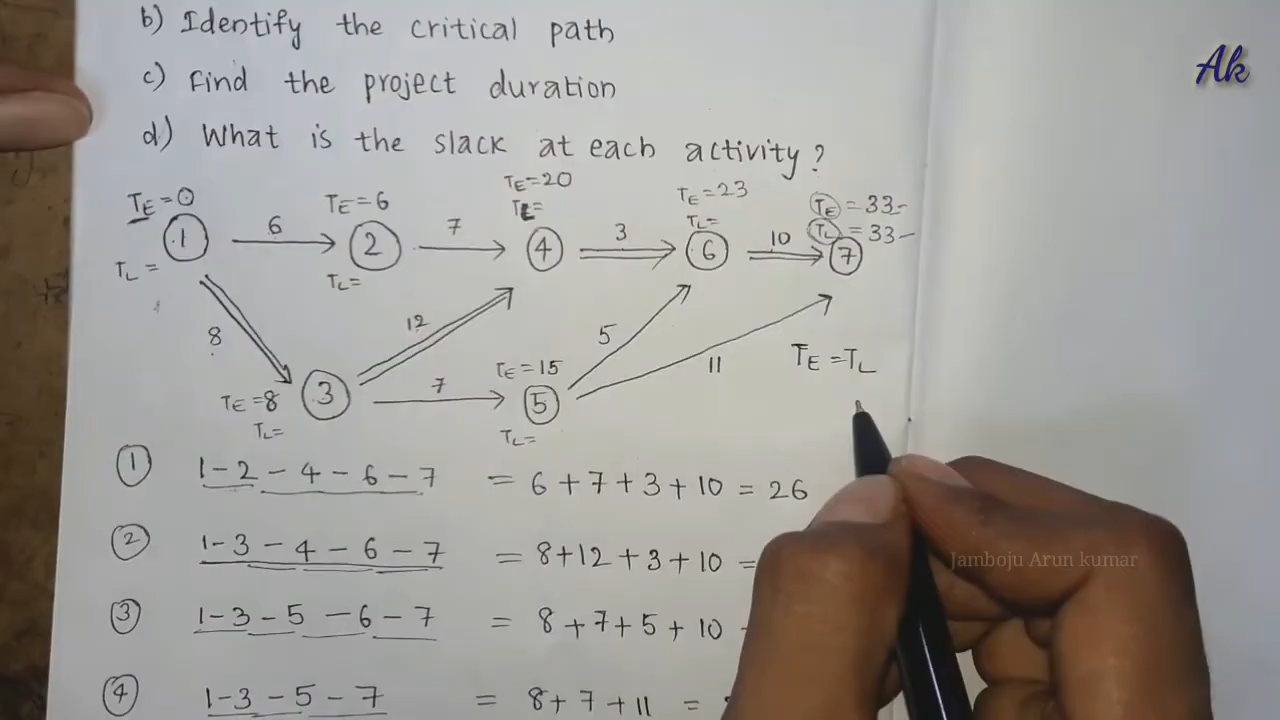 b) Identify the critical path
Ak
c) Find the project duration
d) What is the slack at each activity?
TE=0
TE=6
TE=20
TL=
TE=23
TL=
TE=33
TL=33
1
6
2
7
4
3
6
10
7
TL=
TL=
8
12
5
11
TE=TL
TE=8
3
7
TE=15
5
TL=
TL=
1 1-2-4-6-7 = 6+7+3+10=26
2 1-3-4-6-7 = 8+12+3+10=
3 1-3-5-6-7 = 8+7+5+10
4 1-3-5-7 = 8+7+11 =
Jamboju Arun kumar